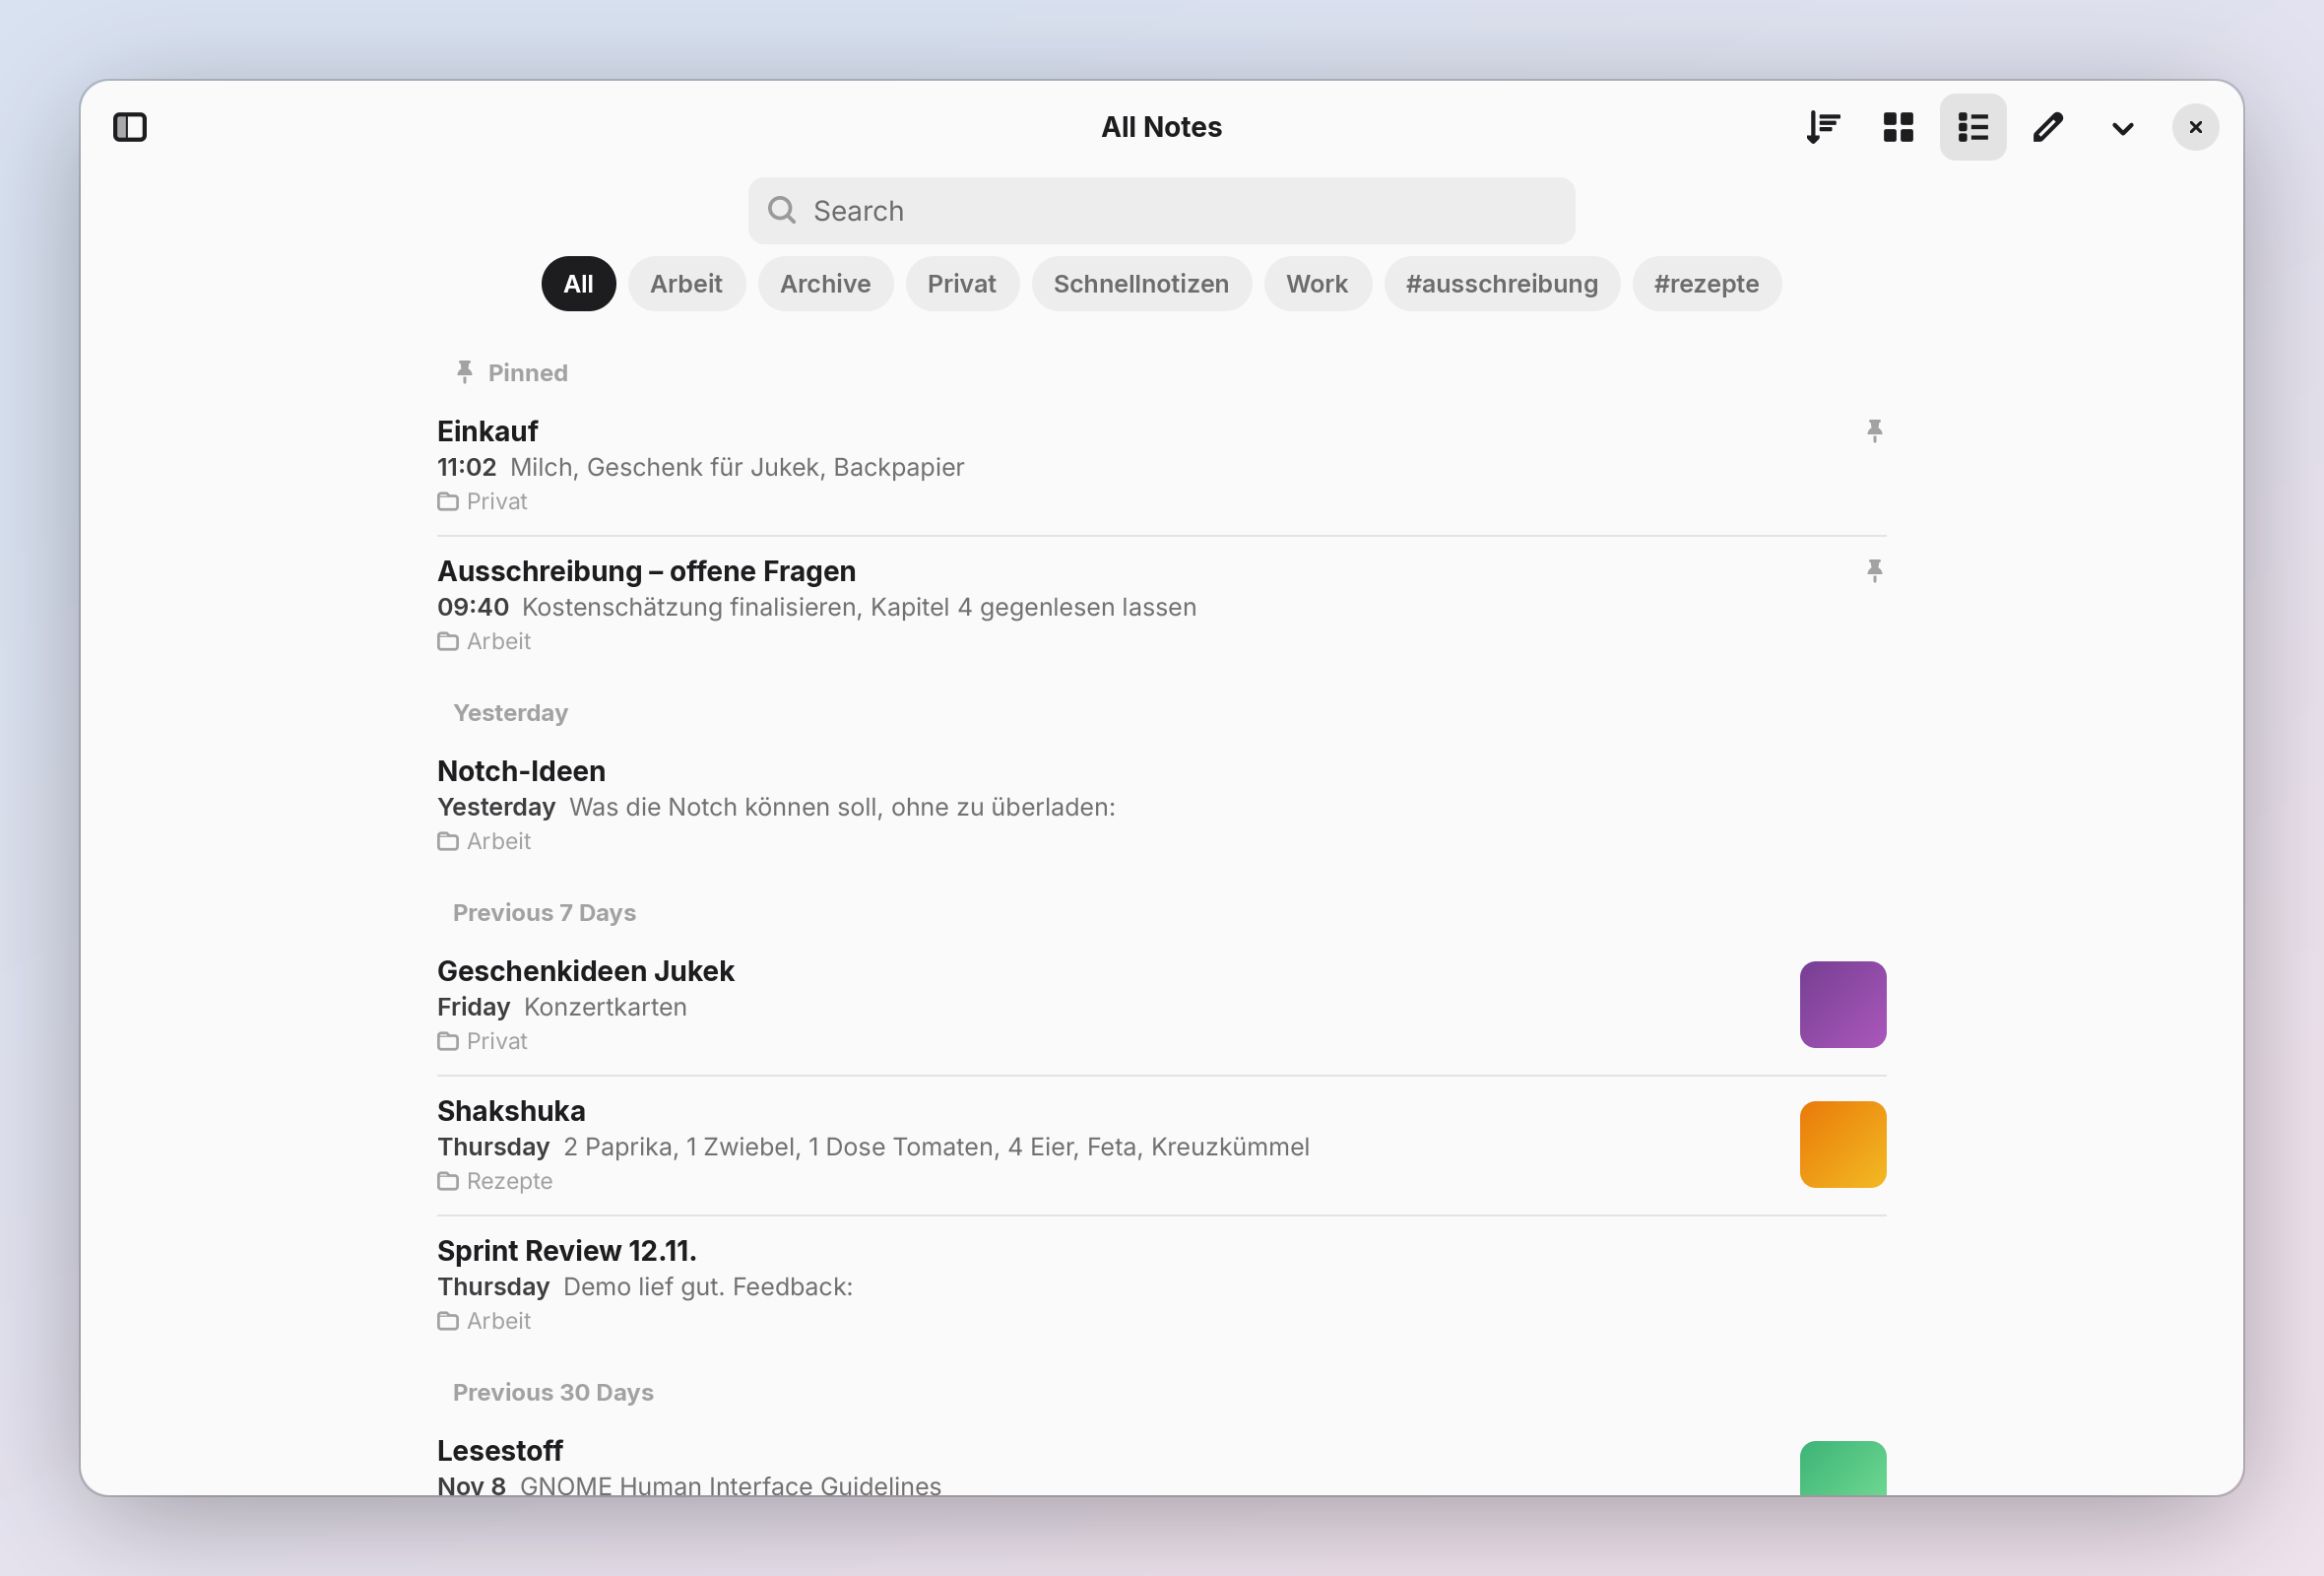 All Notes
Search
All Arbeit Archive Privat Schnellnotizen Work #ausschreibung #rezepte
Pinned
Einkauf
11:02 Milch, Geschenk für Jukek, Backpapier
Privat
Ausschreibung – offene Fragen
09:40 Kostenschätzung finalisieren, Kapitel 4 gegenlesen lassen
Arbeit
Yesterday
Notch-Ideen
Yesterday Was die Notch können soll, ohne zu überladen:
Arbeit
Previous 7 Days
Geschenkideen Jukek
Friday Konzertkarten
Privat
Shakshuka
Thursday 2 Paprika, 1 Zwiebel, 1 Dose Tomaten, 4 Eier, Feta, Kreuzkümmel
Rezepte
Sprint Review 12.11.
Thursday Demo lief gut. Feedback:
Arbeit
Previous 30 Days
Lesestoff
Nov 8 GNOME Human Interface Guidelines